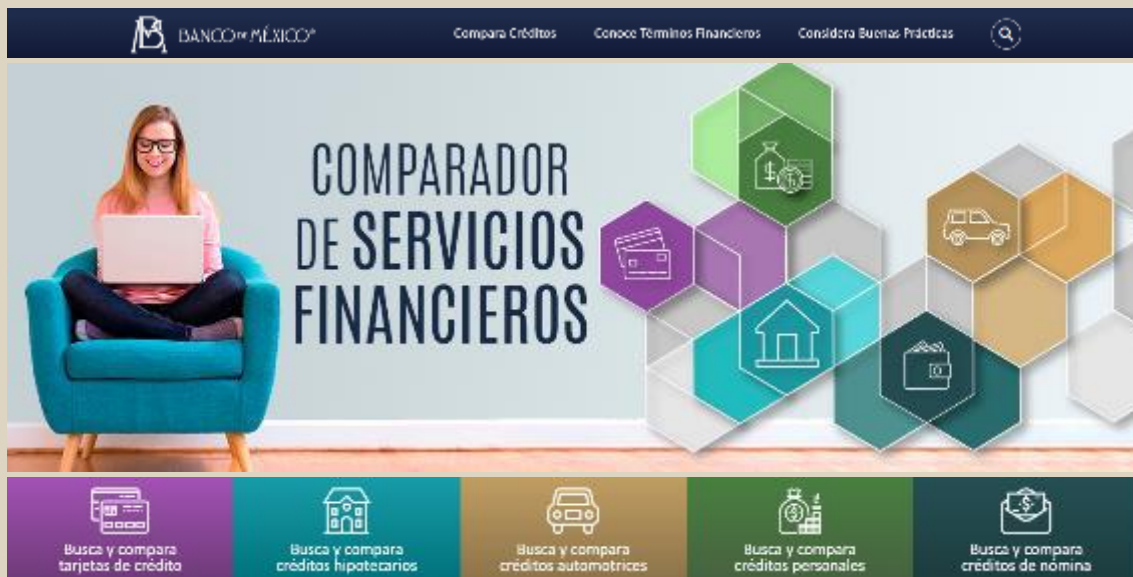 BANCO DE MÉXICO®
Compara Créditos
Conoce Términos Financieros
Considera Buenas Prácticas
COMPARADOR
DE SERVICIOS
FINANCIEROS
Busca y compara
tarjetas de crédito
Busca y compara
créditos hipotecarios
Busca y compara
créditos automotrices
Busca y compara
créditos personales
Busca y compara
créditos de nómina